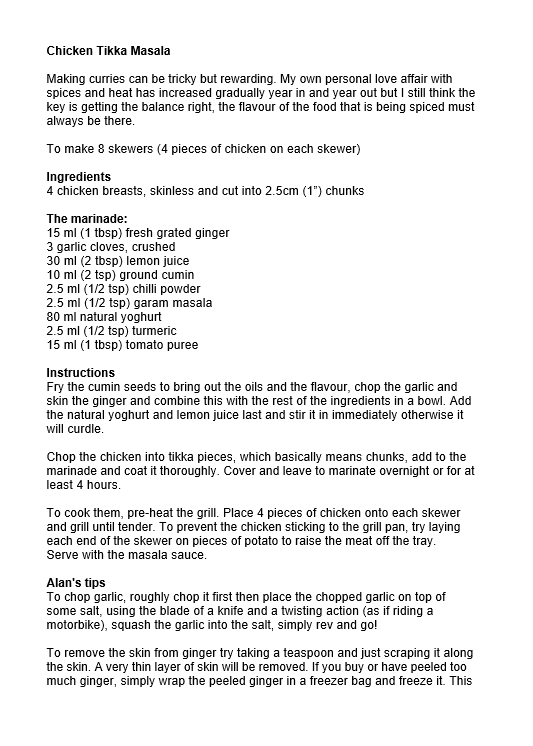 Chicken Tikka Masala
Making curries can be tricky but rewarding. My own personal love affair with
spices and heat has increased gradually year in and year out but I still think the
key is getting the balance right, the flavour of the food that is being spiced must
always be there.
To make 8 skewers (4 pieces of chicken on each skewer)
Ingredients
4 chicken breasts, skinless and cut into 2.5cm (1”) chunks
The marinade:
15 ml (1 tbsp) fresh grated ginger
3 garlic cloves, crushed
30 ml (2 tbsp) lemon juice
10 ml (2 tsp) ground cumin
2.5 ml (1/2 tsp) chilli powder
2.5 ml (1/2 tsp) garam masala
80 ml natural yoghurt
2.5 ml (1/2 tsp) turmeric
15 ml (1 tbsp) tomato puree
Instructions
Fry the cumin seeds to bring out the oils and the flavour, chop the garlic and
skin the ginger and combine this with the rest of the ingredients in a bowl. Add
the natural yoghurt and lemon juice last and stir it in immediately otherwise it
will curdle.
Chop the chicken into tikka pieces, which basically means chunks, add to the
marinade and coat it thoroughly. Cover and leave to marinate overnight or for at
least 4 hours.
To cook them, pre-heat the grill. Place 4 pieces of chicken onto each skewer
and grill until tender. To prevent the chicken sticking to the grill pan, try laying
each end of the skewer on pieces of potato to raise the meat off the tray.
Serve with the masala sauce.
Alan's tips
To chop garlic, roughly chop it first then place the chopped garlic on top of
some salt, using the blade of a knife and a twisting action (as if riding a
motorbike), squash the garlic into the salt, simply rev and go!
To remove the skin from ginger try taking a teaspoon and just scraping it along
the skin. A very thin layer of skin will be removed. If you buy or have peeled too
much ginger, simply wrap the peeled ginger in a freezer bag and freeze it. This